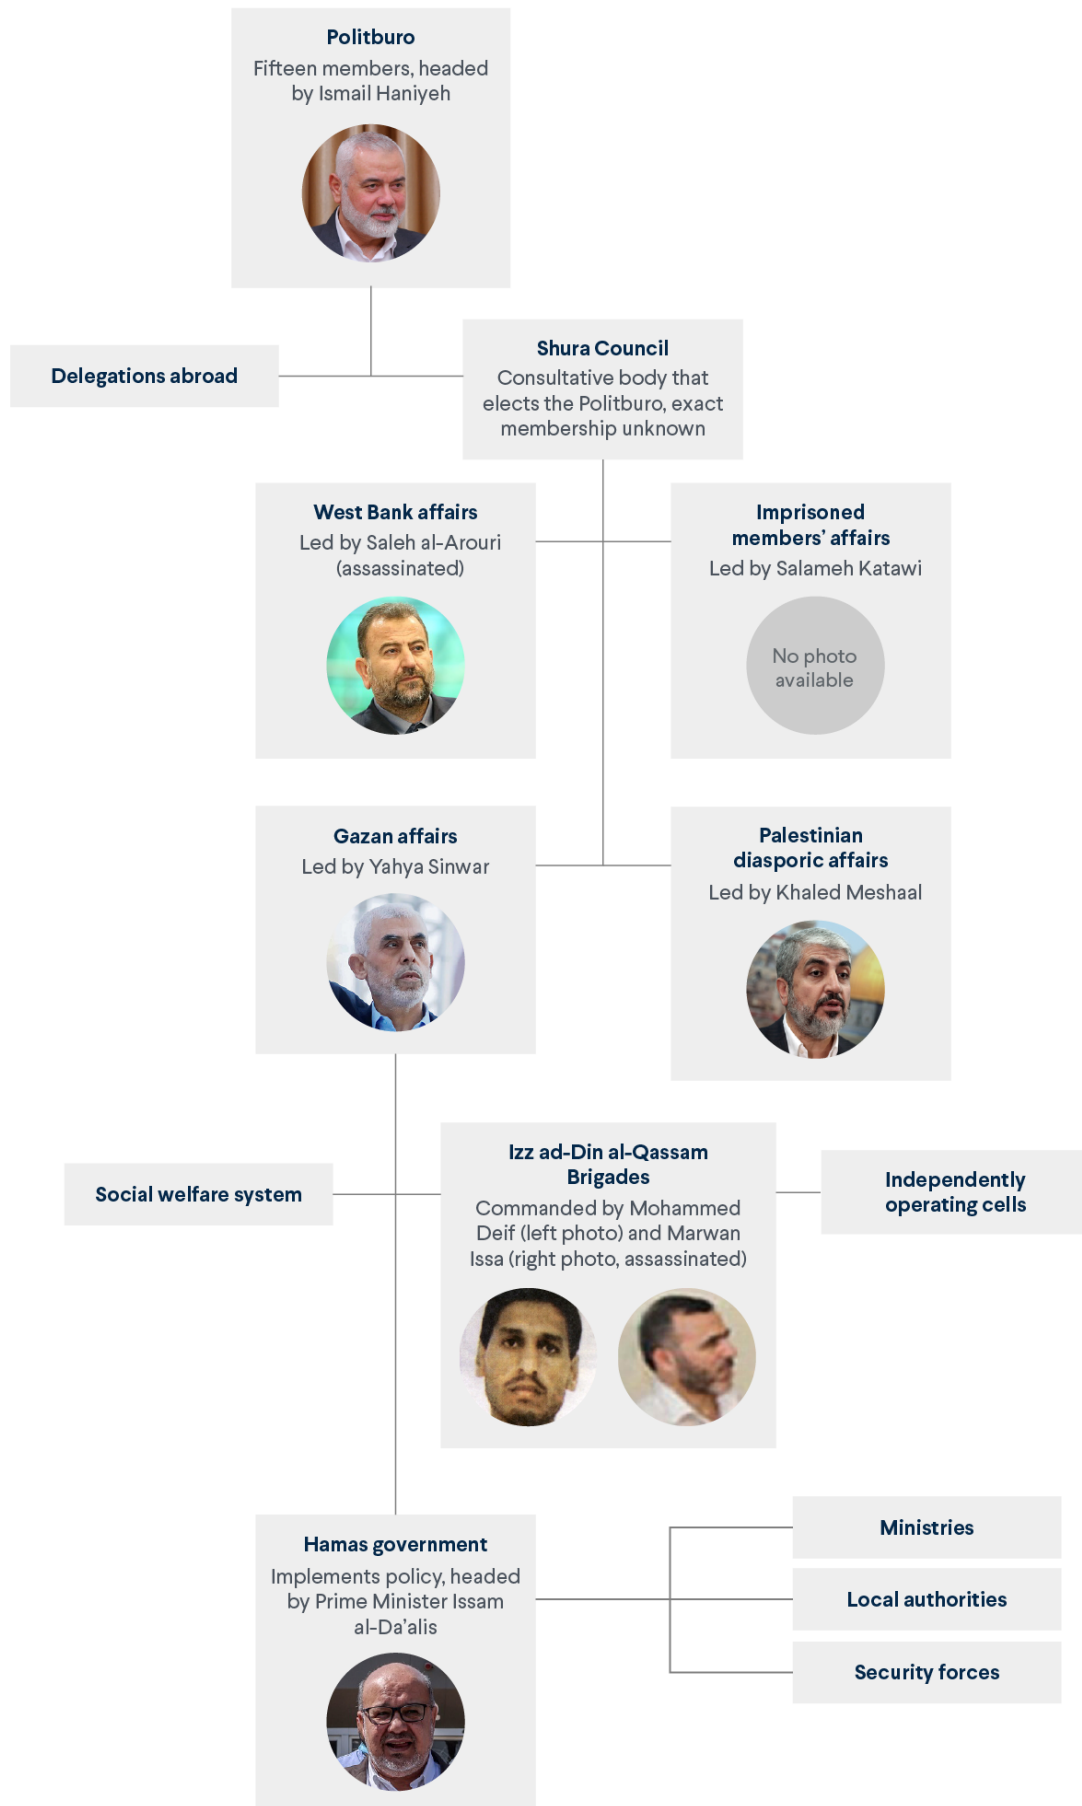 Politburo
Fifteen members, headed
by Ismail Haniyeh
Delegations abroad
Shura Council
Consultative body that
elects the Politburo, exact
membership unknown
West Bank affairs
Led by Saleh al-Arouri
(assassinated)
Imprisoned
members’ affairs
Led by Salameh Katawi
No photo
available
Gazan affairs
Led by Yahya Sinwar
Palestinian
diasporic affairs
Led by Khaled Meshaal
Social welfare system
Izz ad-Din al-Qassam
Brigades
Commanded by Mohammed
Deif (left photo) and Marwan
Issa (right photo, assassinated)
Independently
operating cells
Hamas government
Implements policy, headed
by Prime Minister Issam
al-Da’alis
Ministries
Local authorities
Security forces